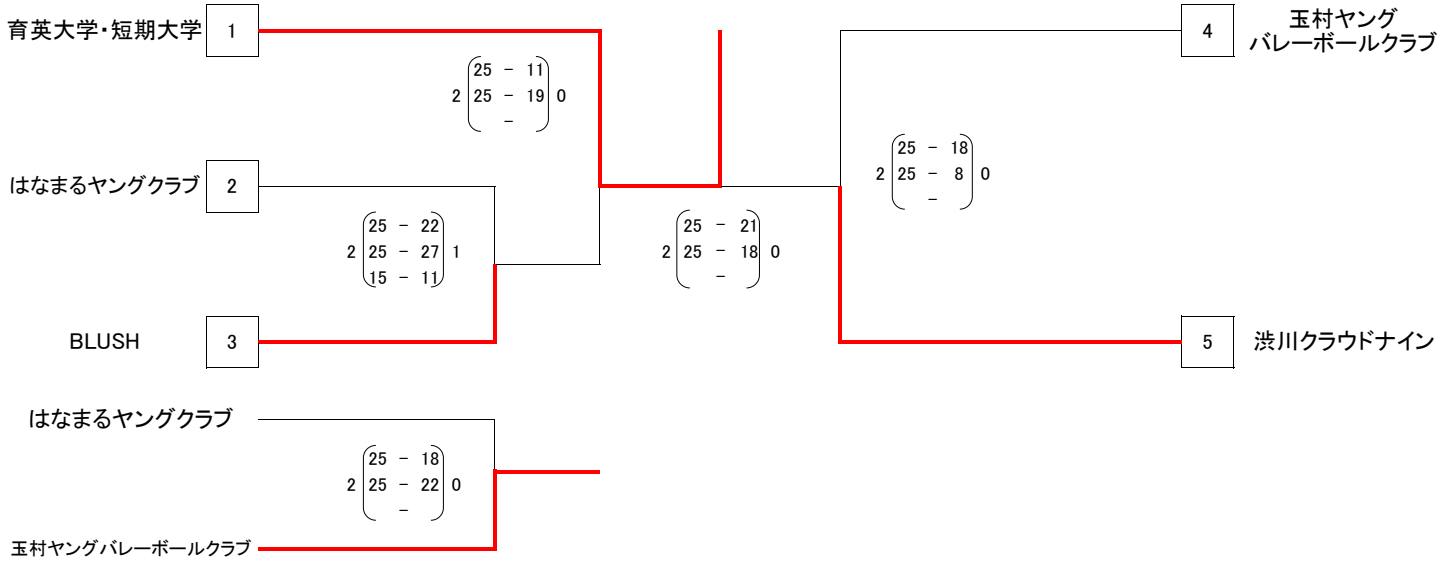 育英大学・短期大学 1
2 25 - 11 0
25 - 19
-
はなまるヤングクラブ 2
2 25 - 22 1
25 - 27
15 - 11
BLUSH 3
2 25 - 21 0
25 - 18
-
4 玉村ヤング
バレーボールクラブ
2 25 - 18 0
25 - 8
-
5 渋川クラウドナイン
はなまるヤングクラブ
2 25 - 18 0
25 - 22
-
玉村ヤングバレーボールクラブ